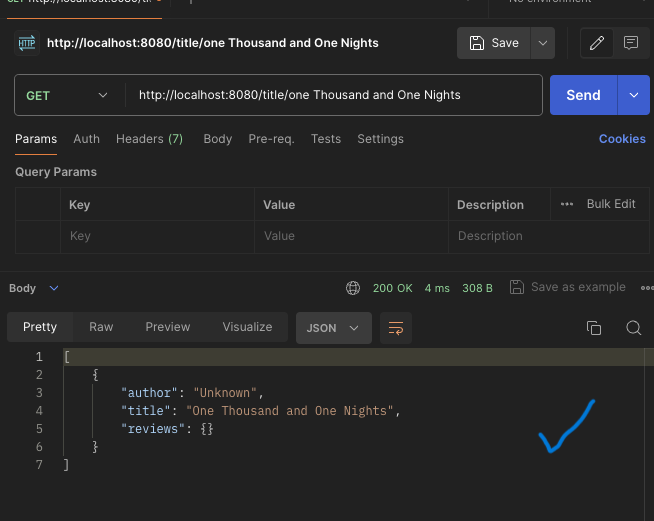 GET http://localhost:8080/ti
No environment
HTTP http://localhost:8080/title/one Thousand and One Nights Save
GET http://localhost:8080/title/one Thousand and One Nights Send
Params Auth Headers (7) Body Pre-req. Tests Settings Cookies
Query Params
Key Value Description ••• Bulk Edit
Key Value Description
Body 200 OK 4 ms 308 B Save as example •••
Pretty Raw Preview Visualize JSON
1 [
2 {
3 "author": "Unknown",
4 "title": "One Thousand and One Nights",
5 "reviews": {}
6 }
7 ]